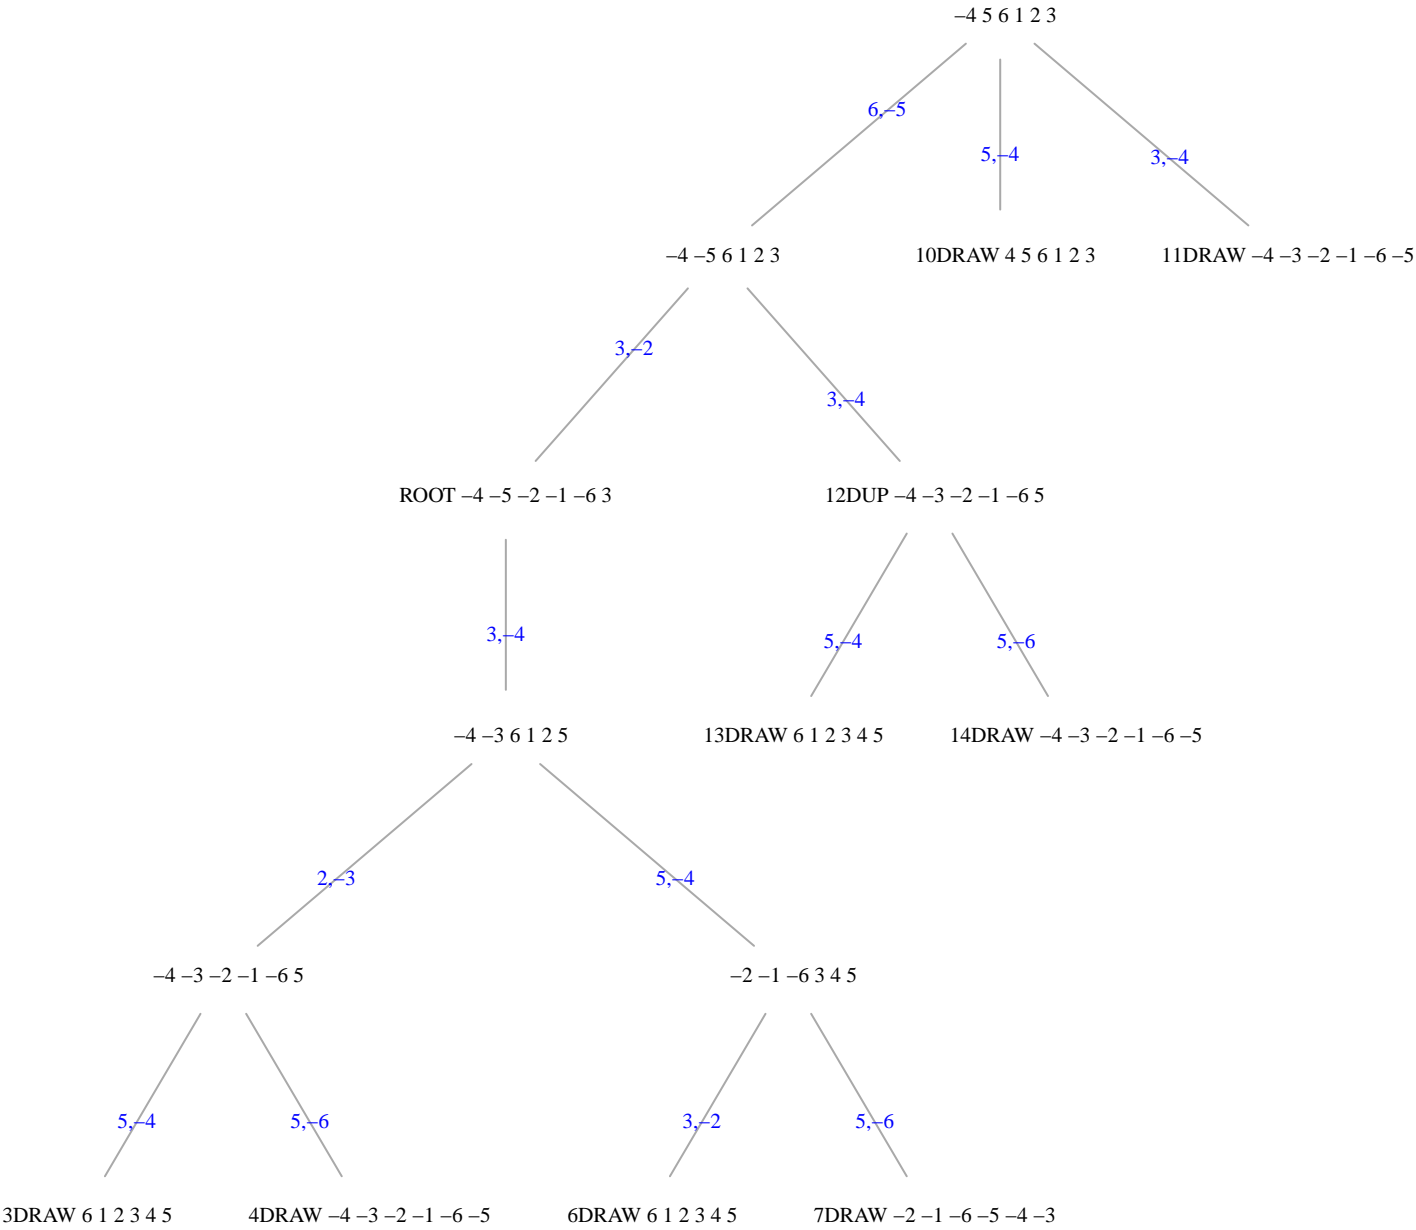 –4 5 6 1 2 3
6,–5
5,–4
3,–4
–4 –5 6 1 2 3
10DRAW 4 5 6 1 2 3
11DRAW –4 –3 –2 –1 –6 –5
3,–2
3,–4
ROOT –4 –5 –2 –1 –6 3
12DUP –4 –3 –2 –1 –6 5
3,–4
5,–4
5,–6
–4 –3 6 1 2 5
13DRAW 6 1 2 3 4 5
14DRAW –4 –3 –2 –1 –6 –5
2,–3
5,–4
–4 –3 –2 –1 –6 5
–2 –1 –6 3 4 5
5,–4
5,–6
3,–2
5,–6
3DRAW 6 1 2 3 4 5
4DRAW –4 –3 –2 –1 –6 –5
6DRAW 6 1 2 3 4 5
7DRAW –2 –1 –6 –5 –4 –3